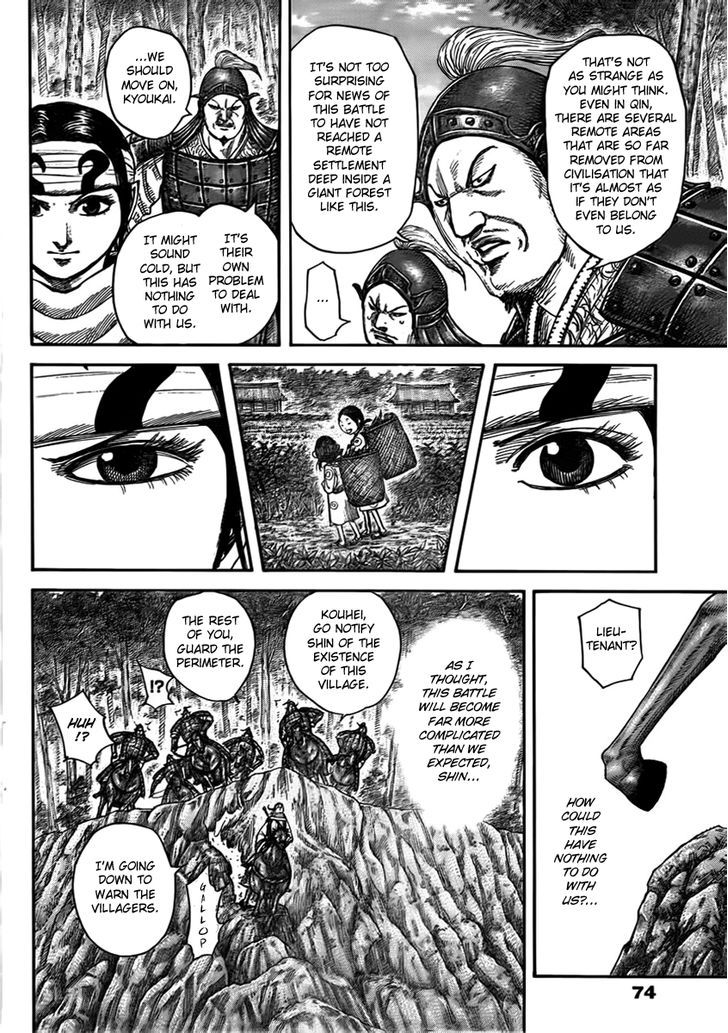 THAT'S NOT
AS STRANGE AS
YOU MIGHT THINK.
EVEN IN QIN,
THERE ARE SEVERAL
REMOTE AREAS
THAT ARE SO FAR
REMOVED FROM
CIVILISATION THAT
IT'S ALMOST AS
IF THEY DON'T
EVEN BELONG
TO US.
IT'S NOT TOO
SURPRISING
FOR NEWS OF
THIS BATTLE
TO HAVE NOT
REACHED A
REMOTE
SETTLEMENT
DEEP INSIDE A
GIANT FOREST
LIKE THIS.
...
...WE
SHOULD
MOVE ON,
KYOUKAI.
IT'S
THEIR
OWN
PROBLEM
TO DEAL
WITH.
IT MIGHT
SOUND
COLD, BUT
THIS HAS
NOTHING
TO DO
WITH US.
LIEU-
TENANT?
HOW
COULD
THIS
HAVE
NOTHING
TO DO
WITH
US?...
AS I
THOUGHT,
THIS BATTLE
WILL BECOME
FAR MORE
COMPLICATED
THAN WE
EXPECTED,
SHIN...
KOUHEI,
GO NOTIFY
SHIN OF THE
EXISTENCE
OF THIS
VILLAGE.
THE REST
OF YOU,
GUARD THE
PERIMETER.
!?
HUH
!?
I'M GOING
DOWN TO
WARN THE
VILLAGERS.
GALLOP
74